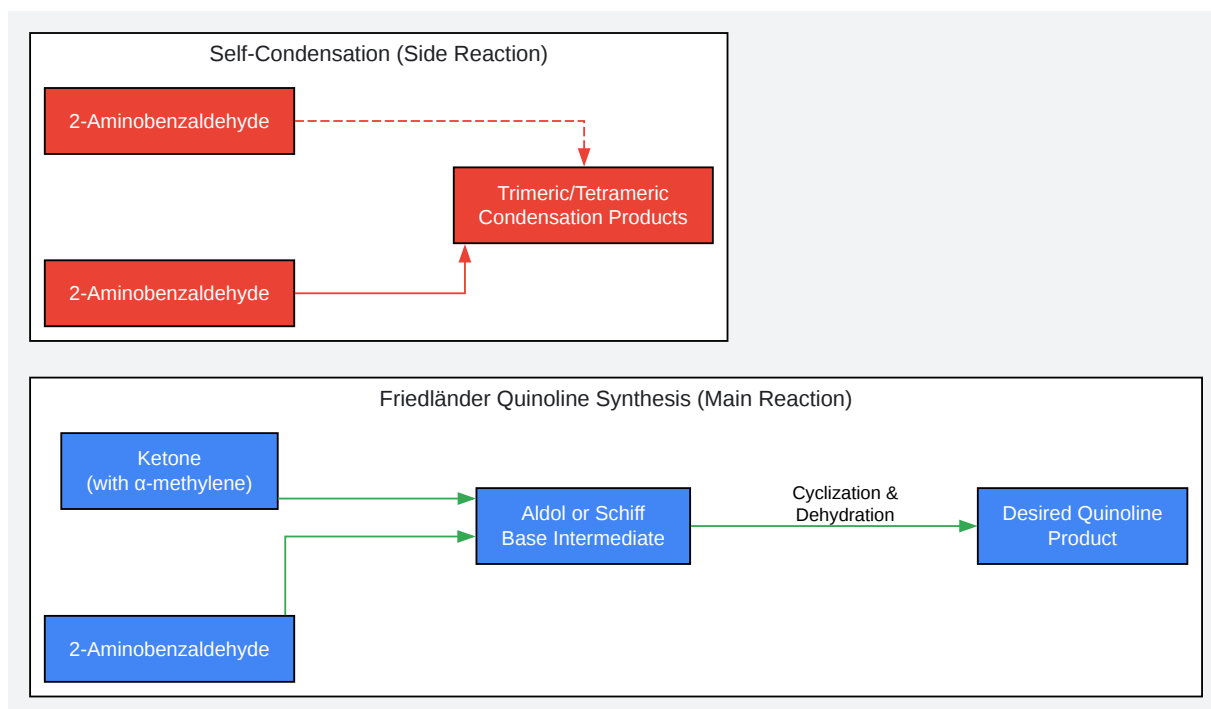 Self-Condensation (Side Reaction)
2-Aminobenzaldehyde
Trimeric/Tetrameric
Condensation Products
2-Aminobenzaldehyde
Friedländer Quinoline Synthesis (Main Reaction)
Ketone
(with α-methylene)
Aldol or Schiff
Base Intermediate
Cyclization &
Dehydration
Desired Quinoline
Product
2-Aminobenzaldehyde